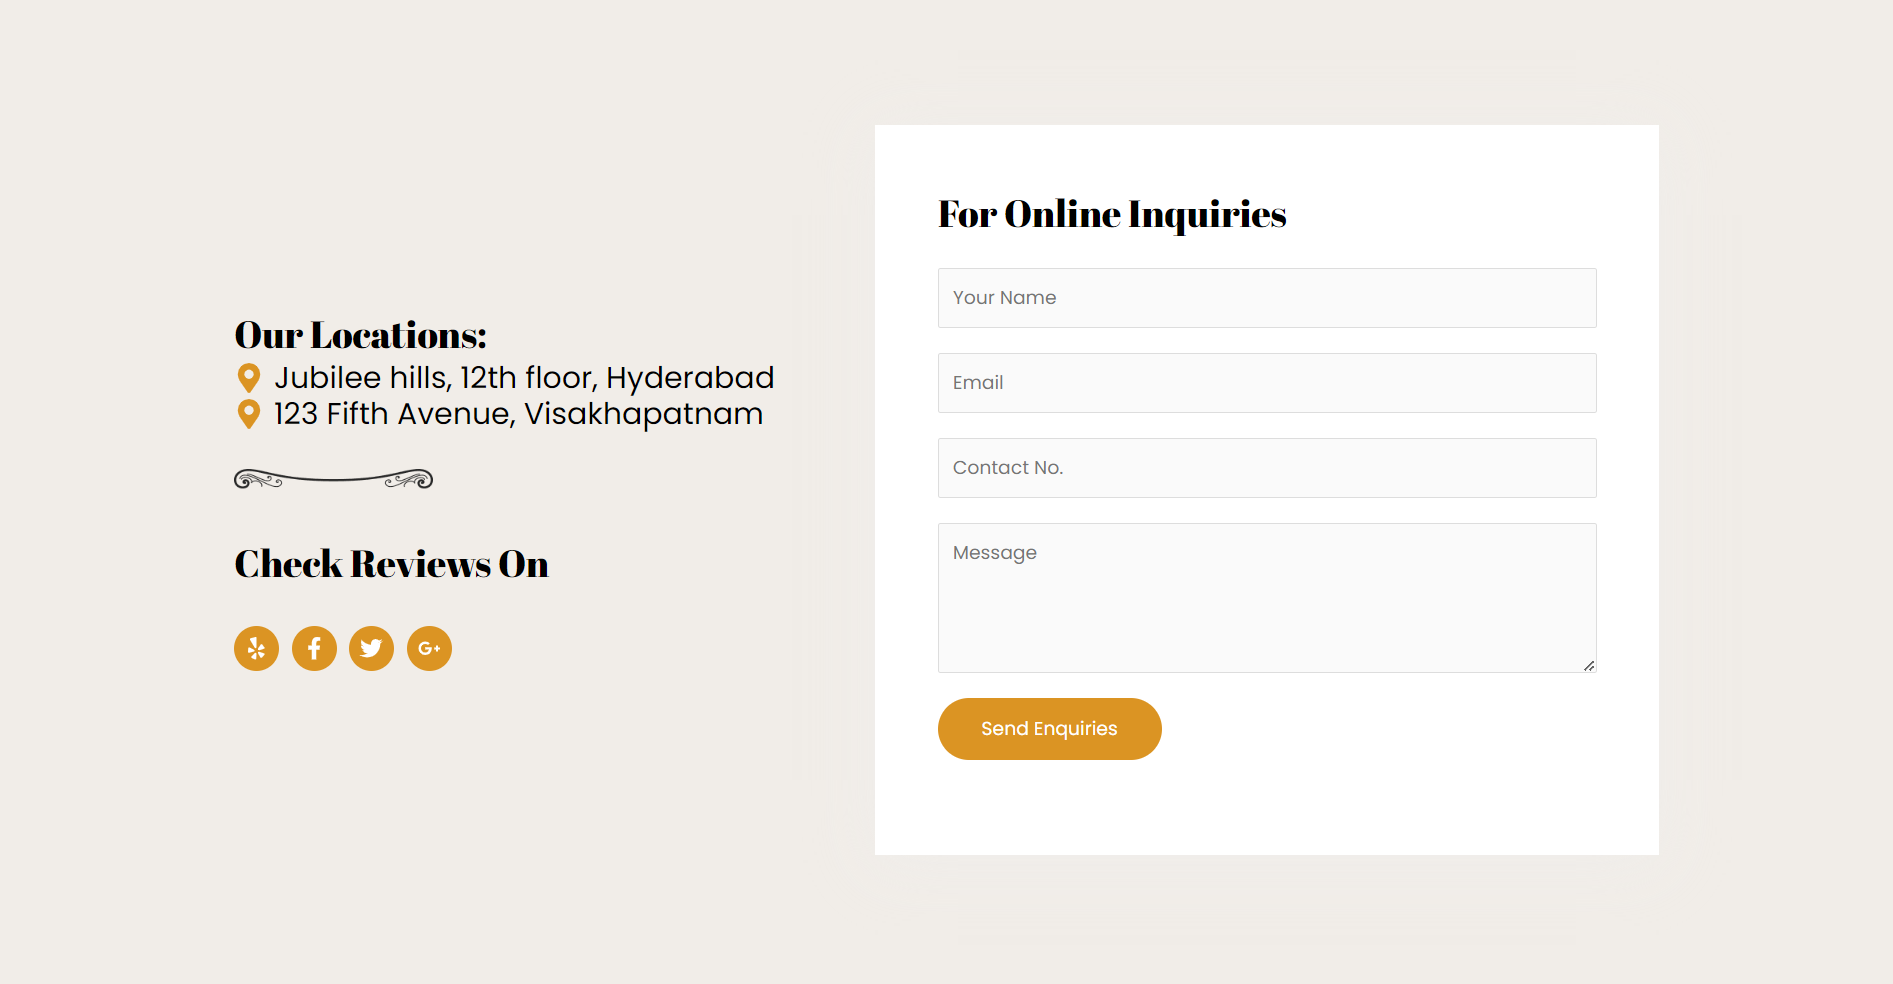 Our Locations:
Jubilee hills, 12th floor, Hyderabad
123 Fifth Avenue, Visakhapatnam
Check Reviews On
G+
For Online Inquiries
Your Name
Email
Contact No.
Message
Send Enquiries